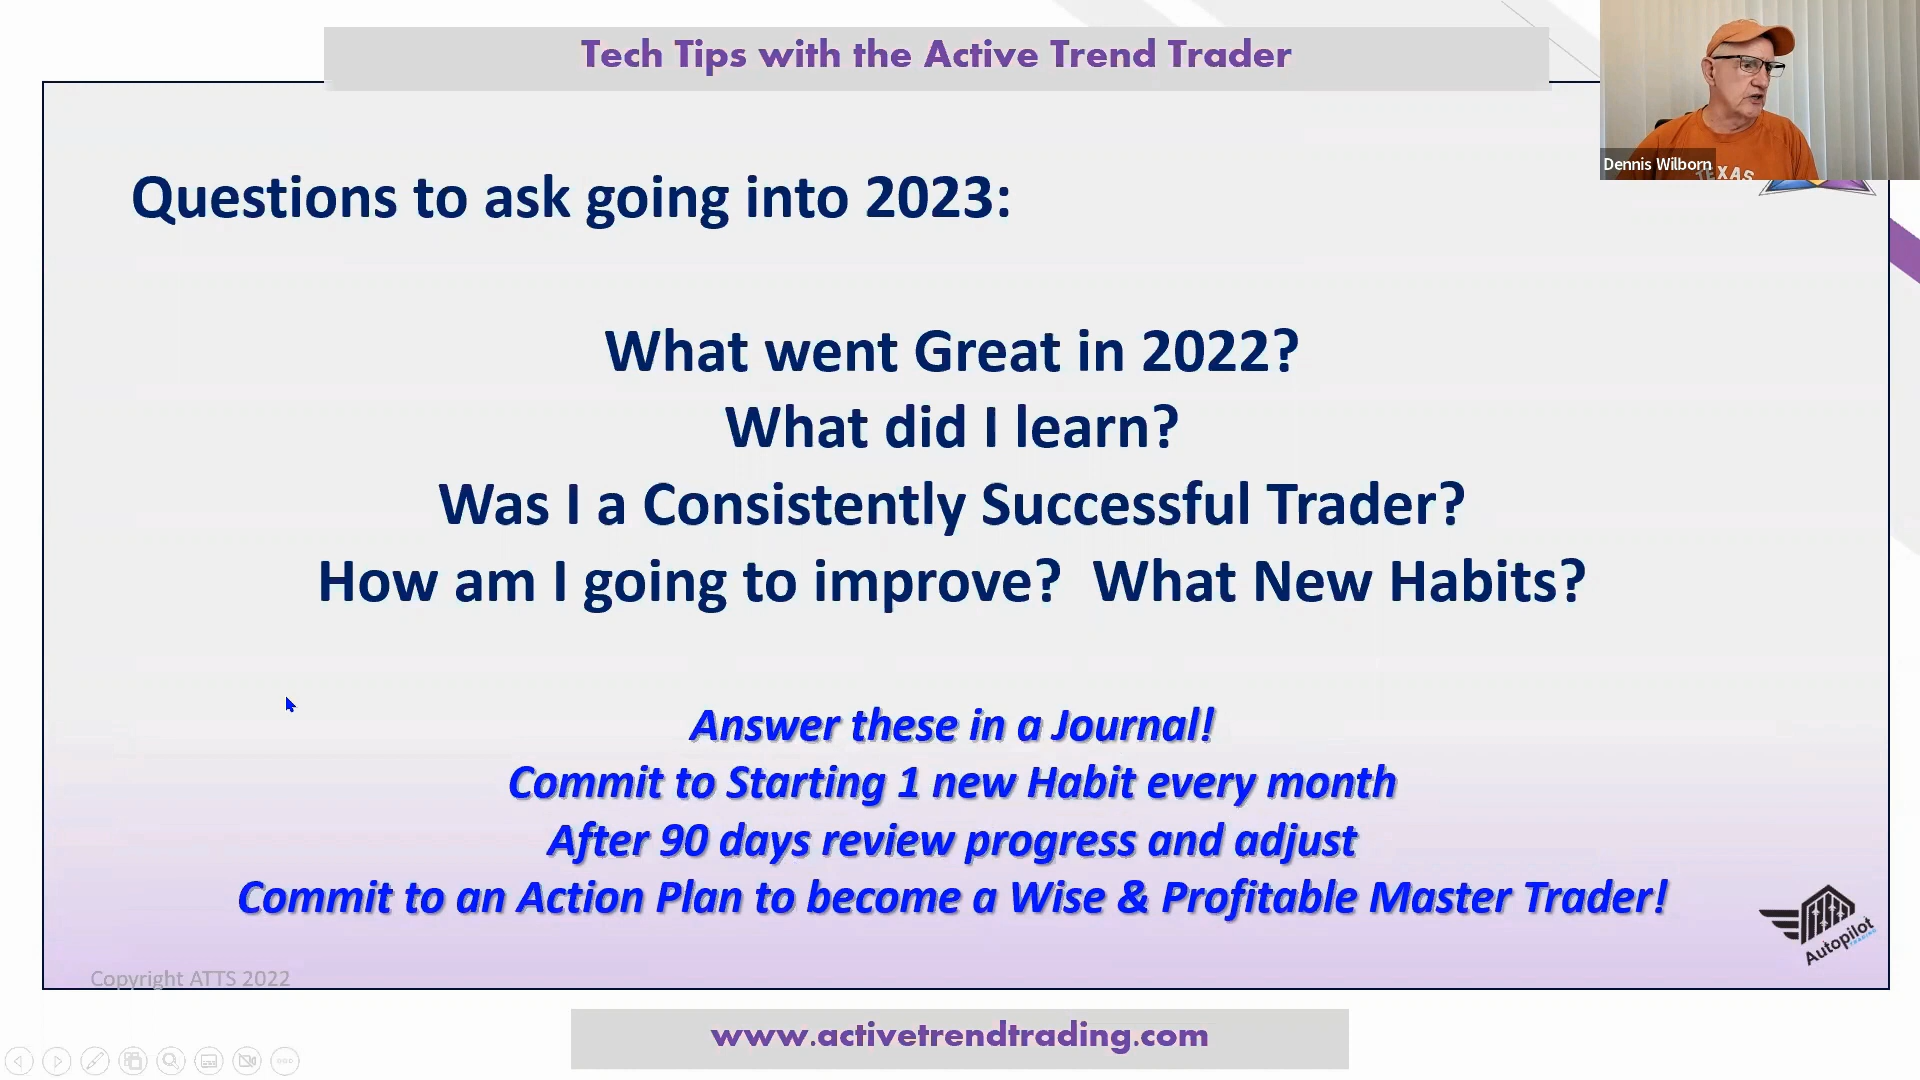 Tech Tips with the Active Trend Trader
Dennis Wilborn
TEXAS
Questions to ask going into 2023:
What went Great in 2022?
What did I learn?
Was I a Consistently Successful Trader?
How am I going to improve?  What New Habits?
Answer these in a Journal!
Commit to Starting 1 new Habit every month
After 90 days review progress and adjust
Commit to an Action Plan to become a Wise & Profitable Master Trader!
Autopilot
Copyright ATTS 2022
www.activetrendtrading.com